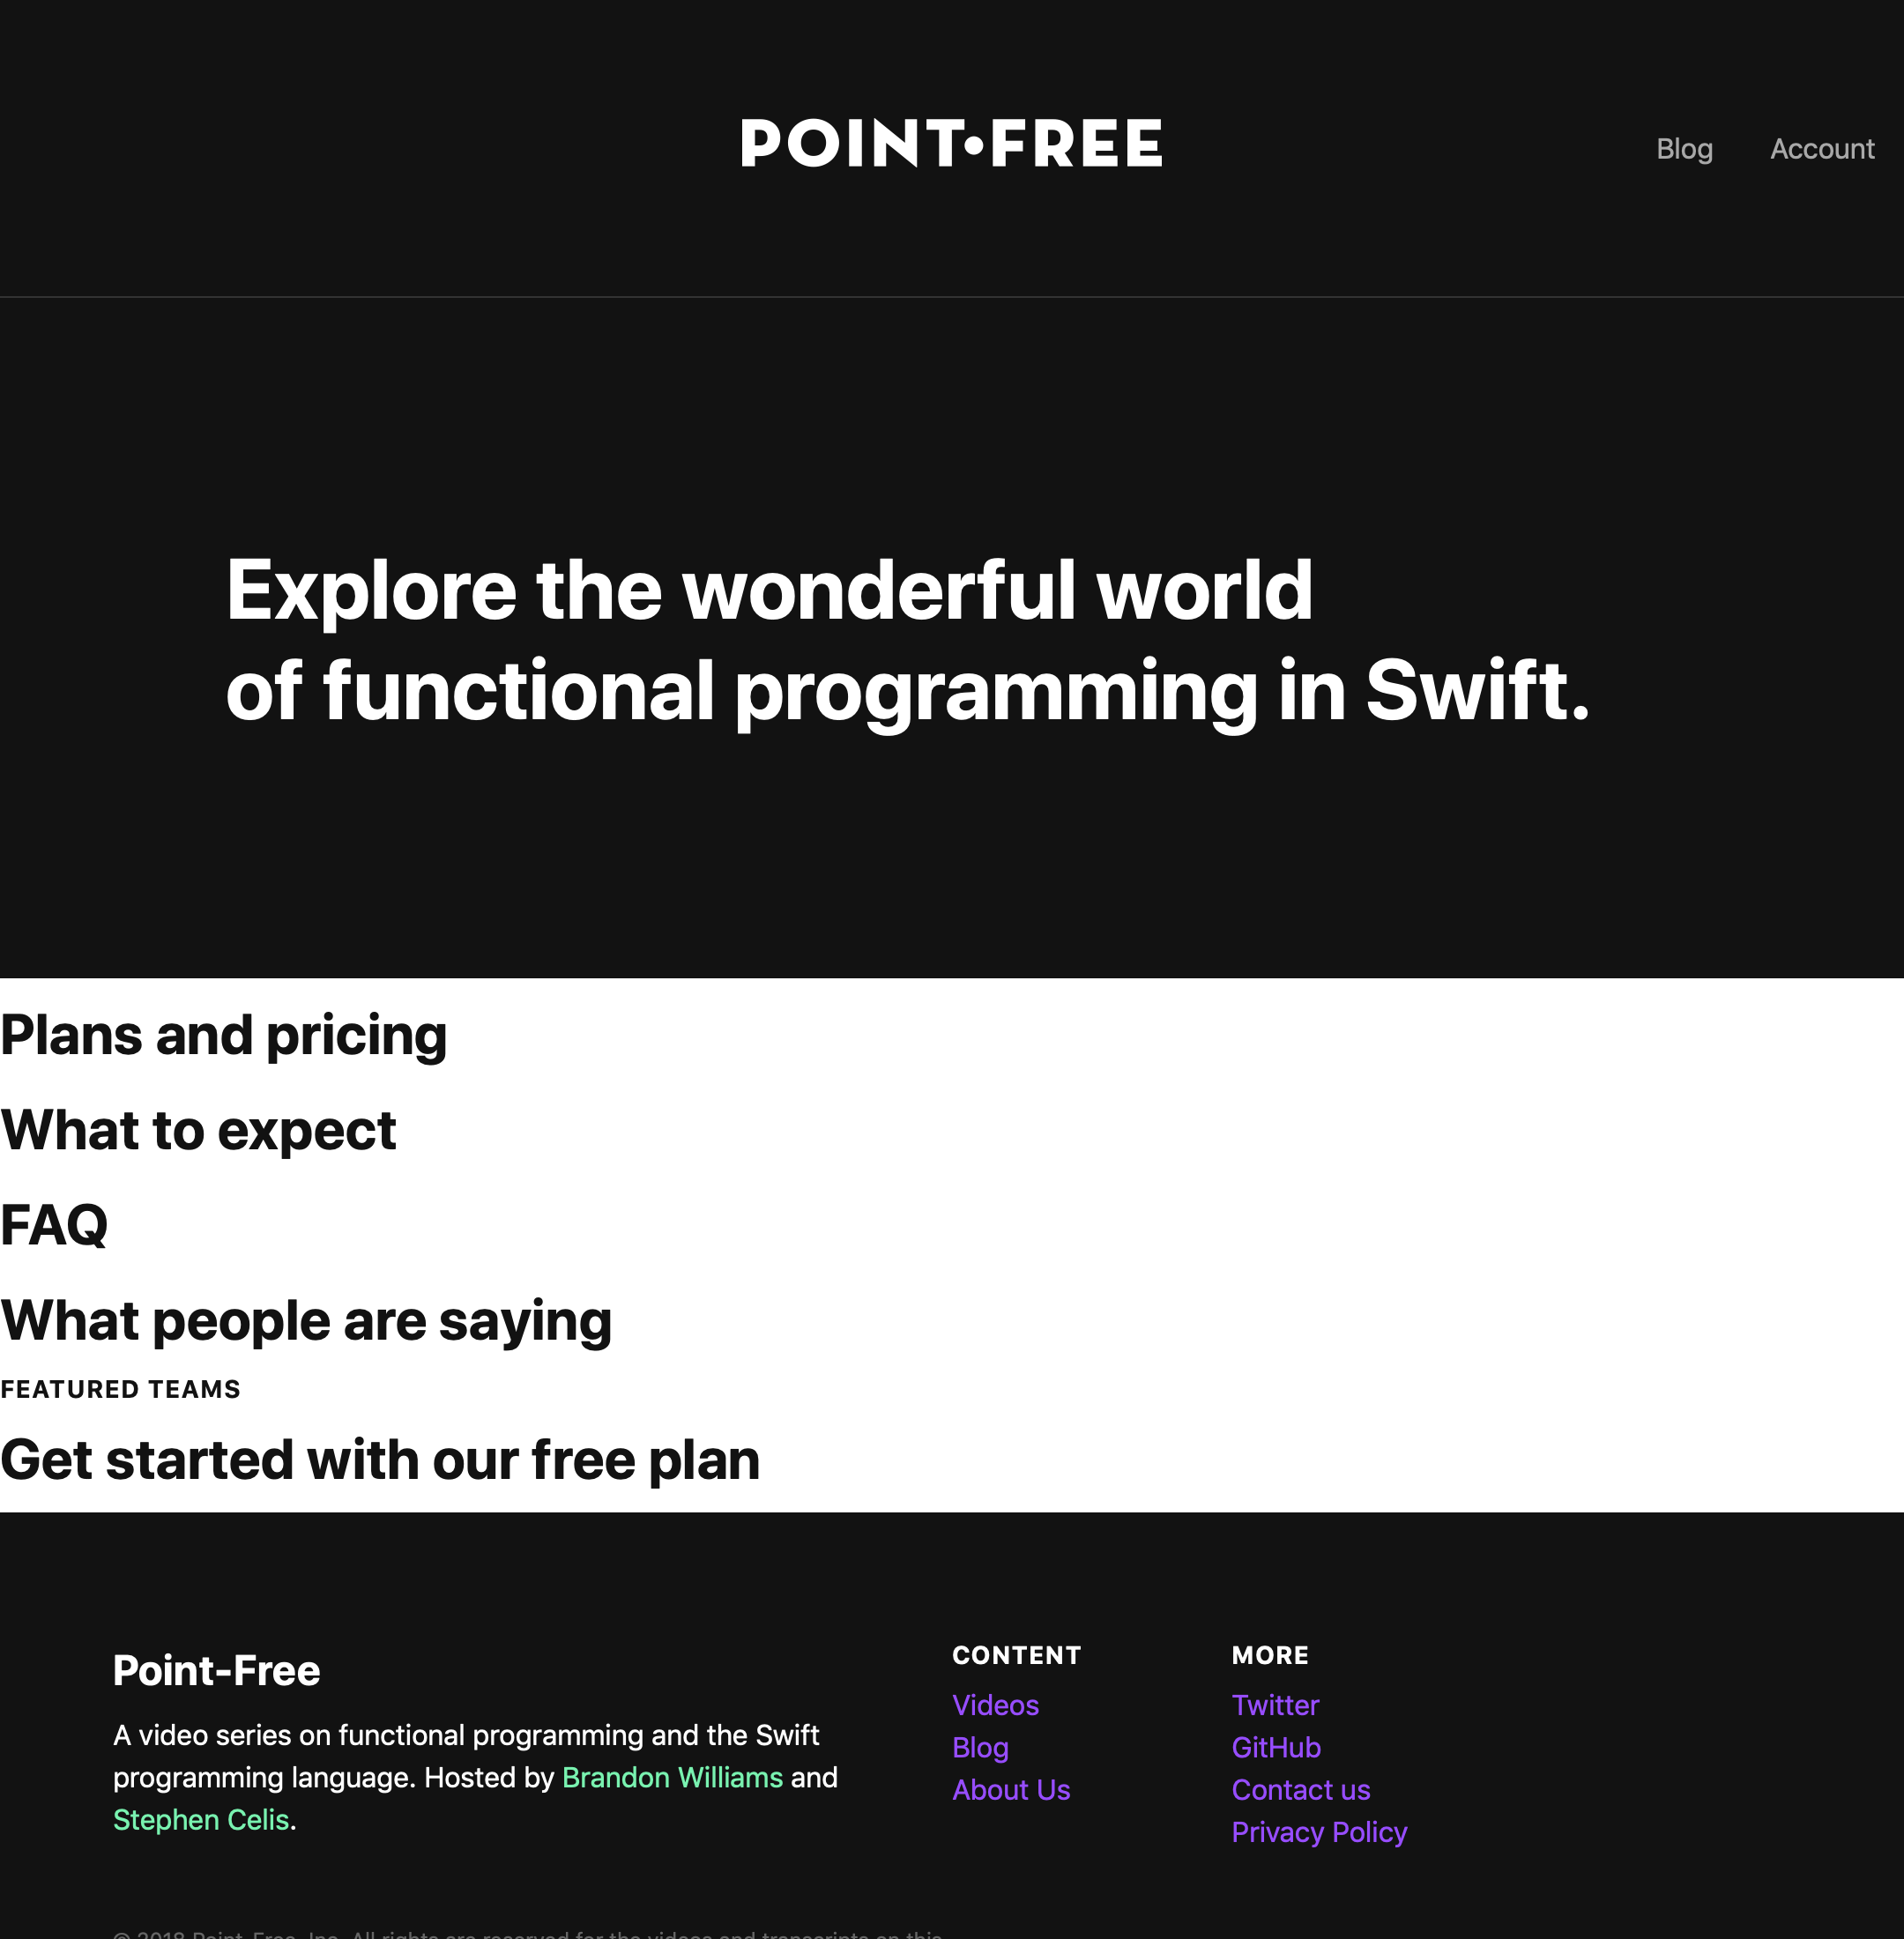 POINT•FREE
Blog Account
Explore the wonderful world
of functional programming in Swift.
Plans and pricing
What to expect
FAQ
What people are saying
FEATURED TEAMS
Get started with our free plan
Point-Free
A video series on functional programming and the Swift
programming language. Hosted by Brandon Williams and
Stephen Celis.
CONTENT
Videos
Blog
About Us
MORE
Twitter
GitHub
Contact us
Privacy Policy
© 2018 Point-Free, Inc. All rights are reserved for the videos and transcripts on this